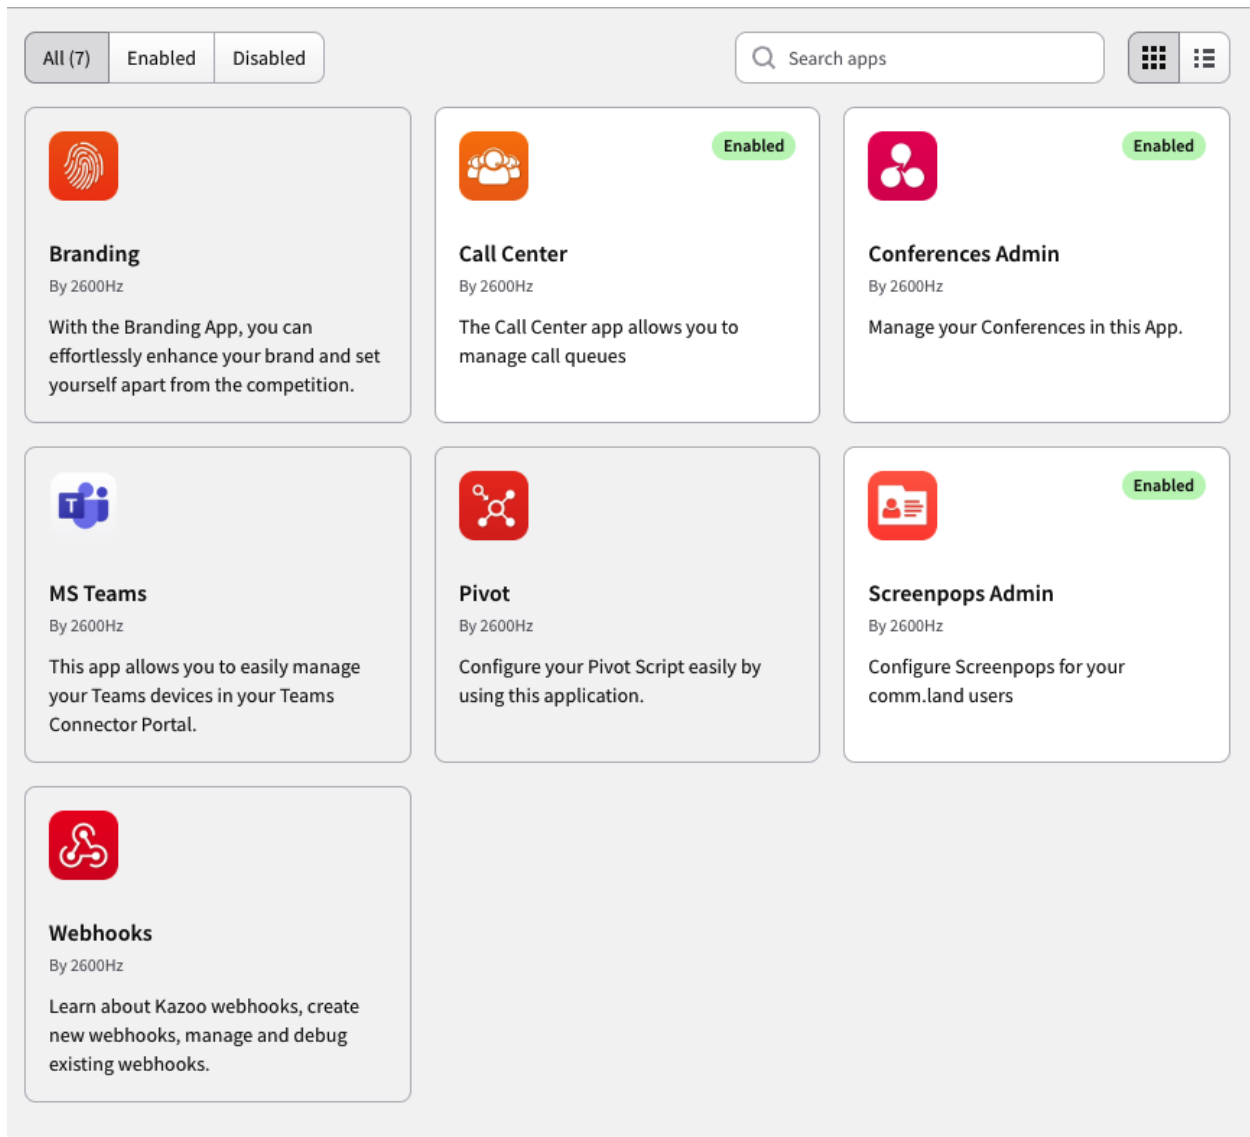 All (7)
Enabled
Disabled
Search apps
Branding
By 2600Hz
With the Branding App, you can
effortlessly enhance your brand and set
yourself apart from the competition.
Enabled
Call Center
By 2600Hz
The Call Center app allows you to
manage call queues
Enabled
Conferences Admin
By 2600Hz
Manage your Conferences in this App.
T
MS Teams
By 2600Hz
This app allows you to easily manage
your Teams devices in your Teams
Connector Portal.
Pivot
By 2600Hz
Configure your Pivot Script easily by
using this application.
Enabled
Screenpops Admin
By 2600Hz
Configure Screenpops for your
comm.land users
Webhooks
By 2600Hz
Learn about Kazoo webhooks, create
new webhooks, manage and debug
existing webhooks.